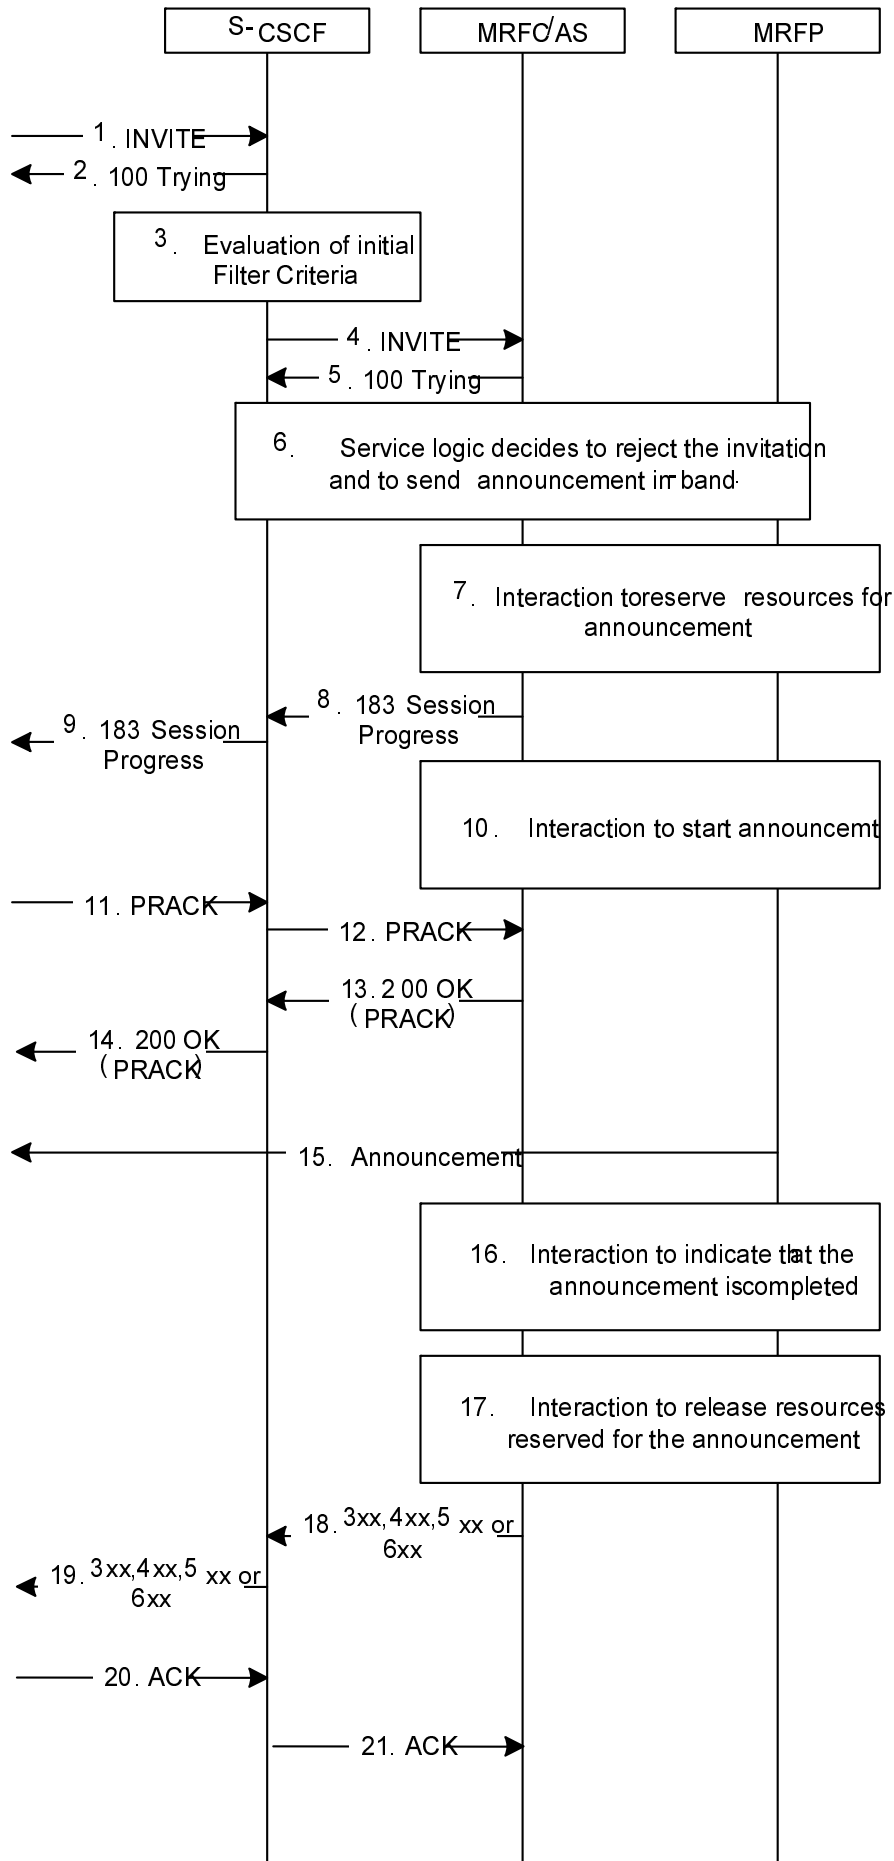 S-CSCF
MRFC/AS
MRFP
1. INVITE
2. 100 Trying
3. Evaluation of initial
Filter Criteria
4. INVITE
5. 100 Trying
6. Service logic decides to reject the invitation
and to send announcement in-band.
7. Interaction toreserve resources for
announcement
8. 183 Session
Progress
9. 183 Session
Progress
10. Interaction to start announcemt
11. PRACK
12. PRACK
13. 200 OK
(PRACK)
14. 200 OK
(PRACK)
15. Announcement
16. Interaction to indicate that the
announcement iscompleted
17. Interaction to release resources
reserved for the announcement
18. 3xx,4xx,5xx or
6xx
19. 3xx,4xx,5xx or
6xx
20. ACK
21. ACK